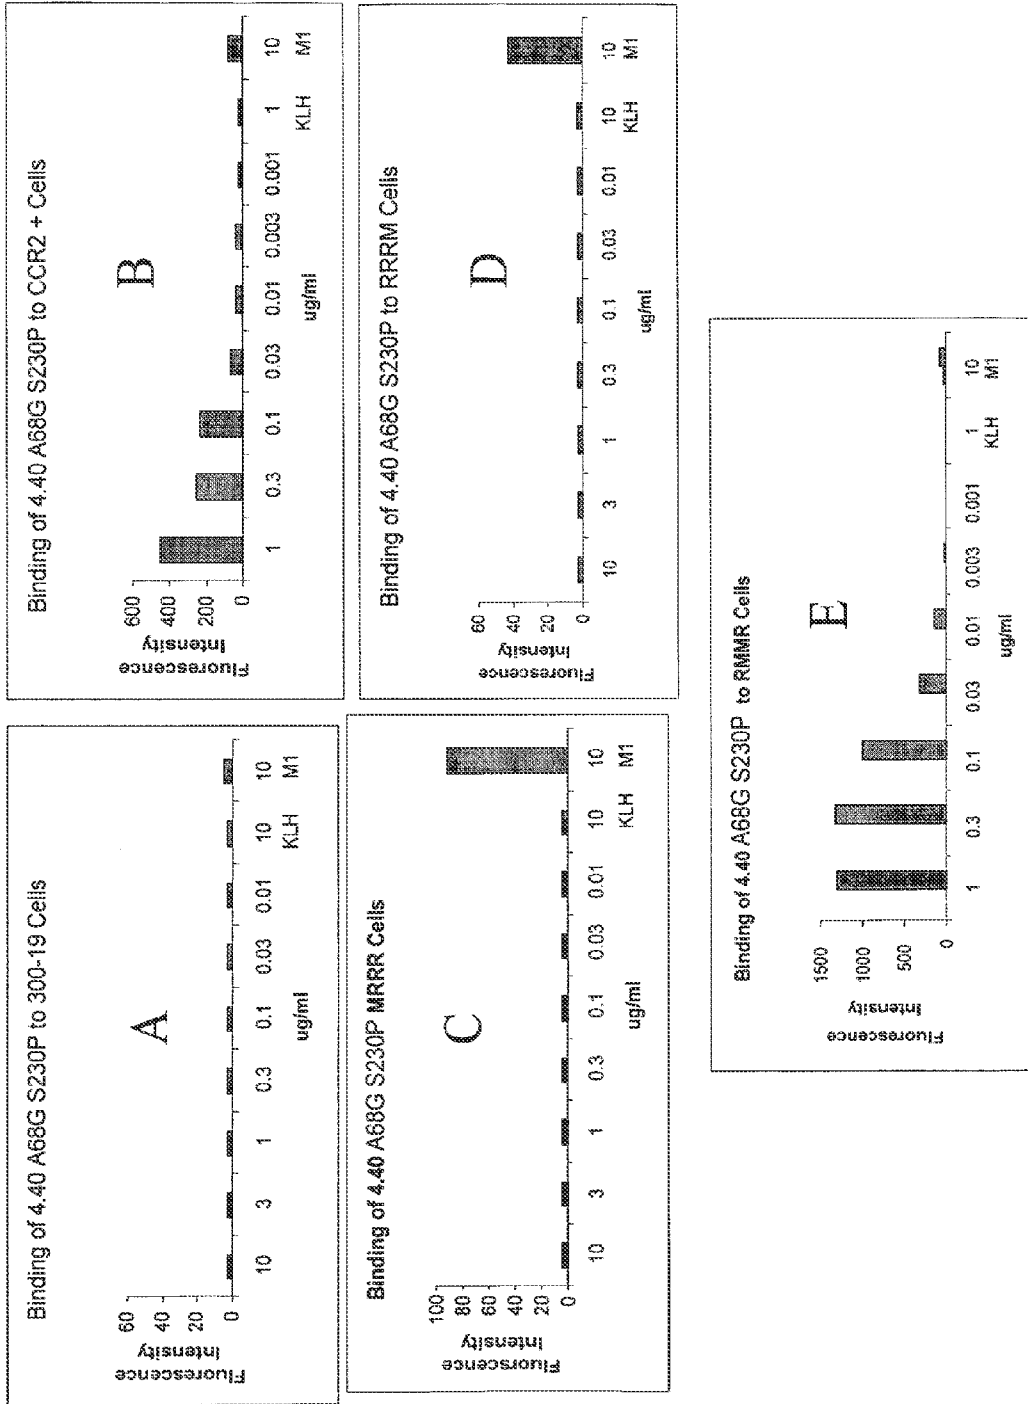 Binding of 4.40 A68G S230P to 300-19 Cells
A
Fluorescence
Intensity
60
40
20
0
10 3 1 0.3 0.1 0.03 0.01 10 10
ug/ml
KLH M1
Binding of 4.40 A68G S230P to CCR2 + Cells
B
Fluorescence
Intensity
600
400
200
0
1 0.3 0.1 0.03 0.01 0.003 0.001 1 10
ug/ml
KLH M1
Binding of 4.40 A68G S230P MRRR Cells
C
Fluorscence
Intensity
100
80
60
40
20
0
10 3 1 0.3 0.1 0.03 0.01 10 10
ug/ml
KLH M1
Binding of 4.40 A68G S230P to RRRM Cells
D
Fluorescence
Intensity
60
40
20
0
10 3 1 0.3 0.1 0.03 0.01 10 10
ug/ml
KLH M1
Binding of 4.40 A68G S230P to RMMR Cells
E
Fluorescence
Intensity
1500
1000
500
0
1 0.3 0.1 0.03 0.01 0.003 0.001 1 10
ug/ml
KLH M1